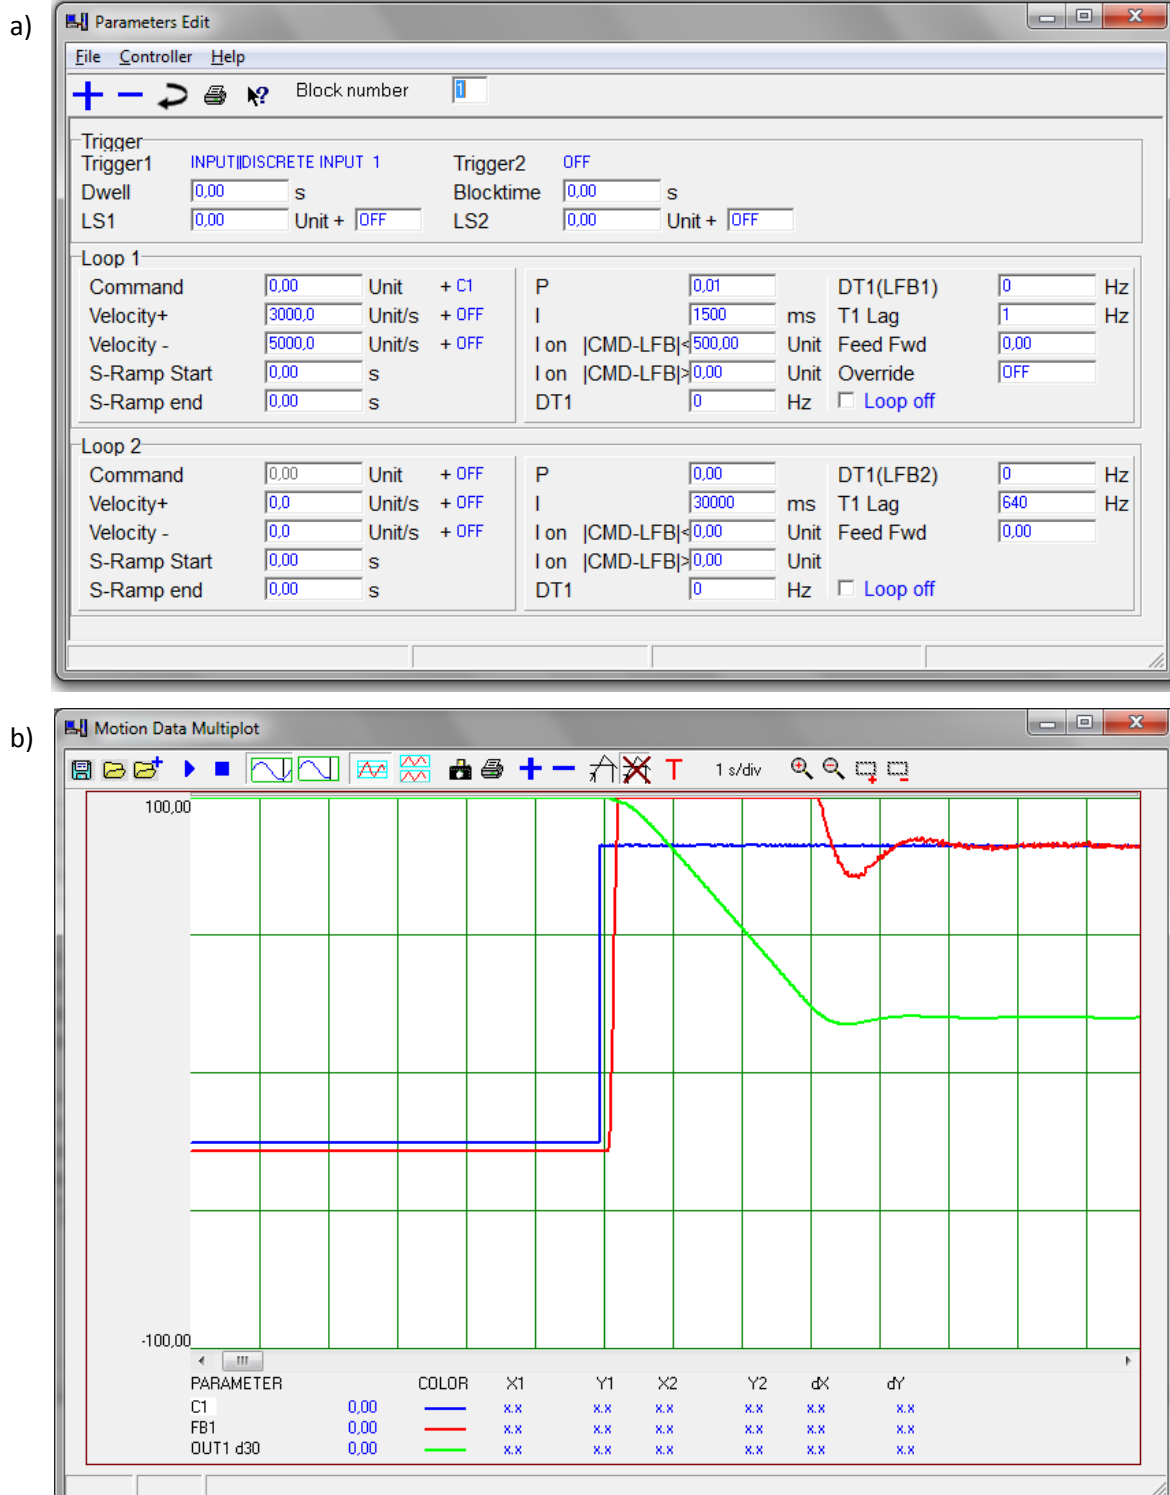 a)
Parameters Edit
File Controller Help
Block number 1
Trigger
Trigger1 INPUT||DISCRETE INPUT 1 Trigger2 OFF
Dwell 0,00 s Blocktime 0,00 s
LS1 0,00 Unit + OFF LS2 0,00 Unit + OFF
Loop 1
Command 0,00 Unit + C1 P 0,01 DT1(LFB1) 0 Hz
Velocity+ 3000,0 Unit/s + OFF I 1500 ms T1 Lag 1 Hz
Velocity - 5000,0 Unit/s + OFF I on |CMD-LFB|< 500,00 Unit Feed Fwd 0,00
S-Ramp Start 0,00 s I on |CMD-LFB|> 0,00 Unit Override OFF
S-Ramp end 0,00 s DT1 0 Hz Loop off
Loop 2
Command 0,00 Unit + OFF P 0,00 DT1(LFB2) 0 Hz
Velocity+ 0,0 Unit/s + OFF I 30000 ms T1 Lag 640 Hz
Velocity - 0,0 Unit/s + OFF I on |CMD-LFB|< 0,00 Unit Feed Fwd 0,00
S-Ramp Start 0,00 s I on |CMD-LFB|> 0,00 Unit
S-Ramp end 0,00 s DT1 0 Hz Loop off
b)
Motion Data Multiplot
T 1 s/div
100,00
-100,00
PARAMETER COLOR X1 Y1 X2 Y2 dX dY
C1 0,00 x.x x.x x.x x.x x.x x.x
FB1 0,00 x.x x.x x.x x.x x.x x.x
OUT1 d30 0,00 x.x x.x x.x x.x x.x x.x